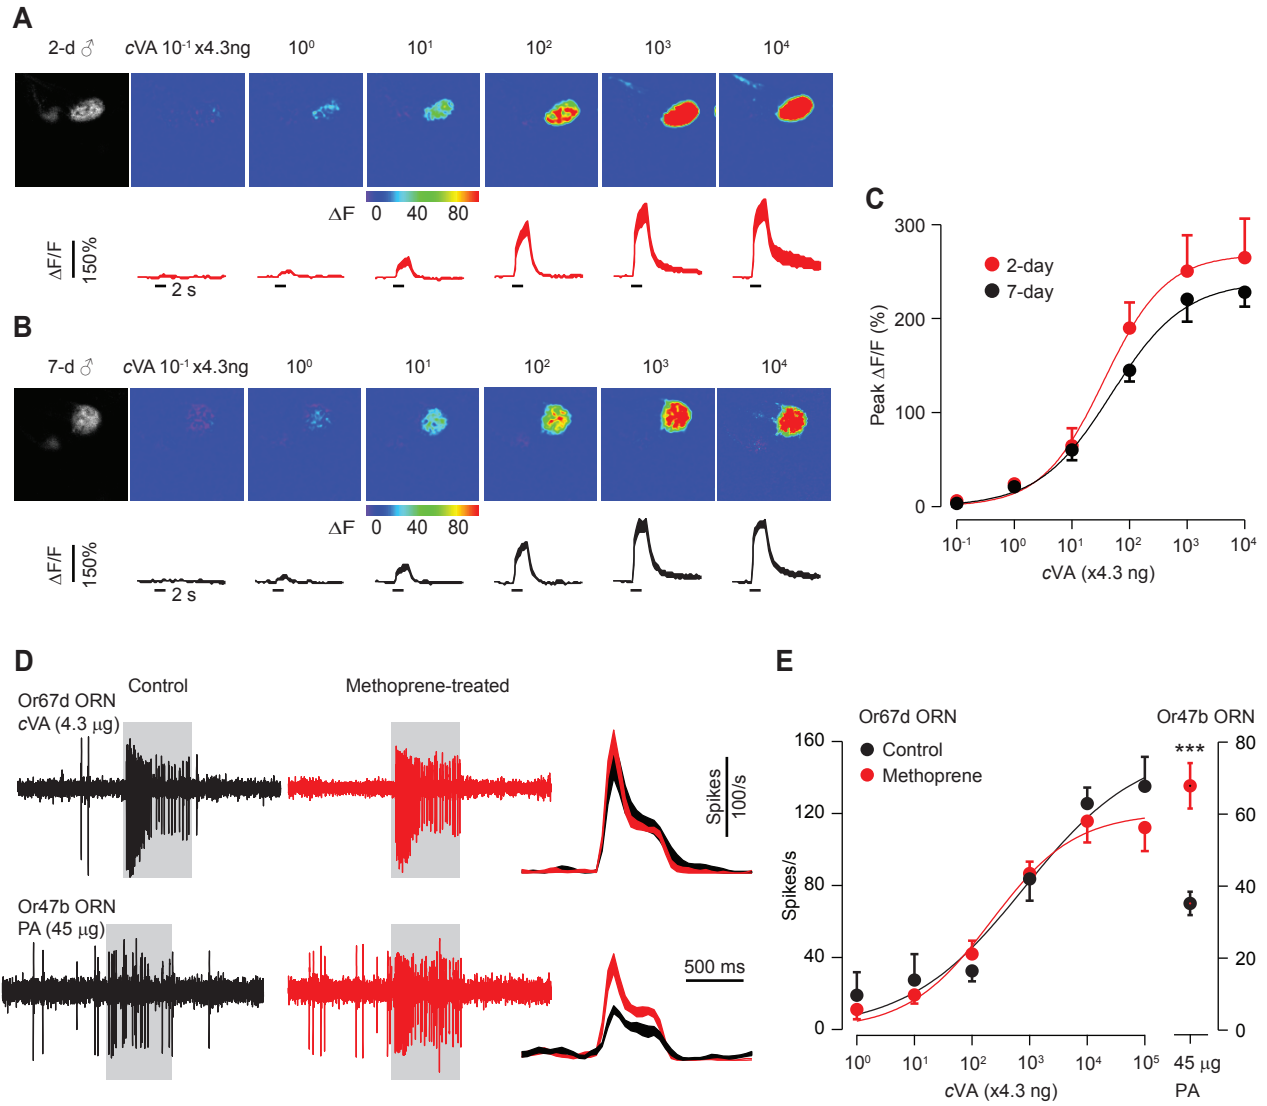 A
2-d ♂ cVA 10⁻¹ x4.3ng 10⁰ 10¹ 10² 10³ 10⁴
ΔF 0 40 80
ΔF/F
150%
2 s
B
7-d ♂ cVA 10⁻¹ x4.3ng 10⁰ 10¹ 10² 10³ 10⁴
ΔF 0 40 80
ΔF/F
150%
2 s
C
300
200
100
0
Peak ΔF/F (%)
2-day
7-day
10⁻¹ 10⁰ 10¹ 10² 10³ 10⁴
cVA (x4.3 ng)
D
Control Methoprene-treated
Or67d ORN
cVA (4.3 µg)
Spikes
100/s
Or47b ORN
PA (45 µg)
500 ms
E
Or67d ORN Or47b ORN
Control
Methoprene
***
160
120
80
40
0
Spikes/s
80
60
40
20
0
10⁰ 10¹ 10² 10³ 10⁴ 10⁵ 45 µg
cVA (x4.3 ng) PA